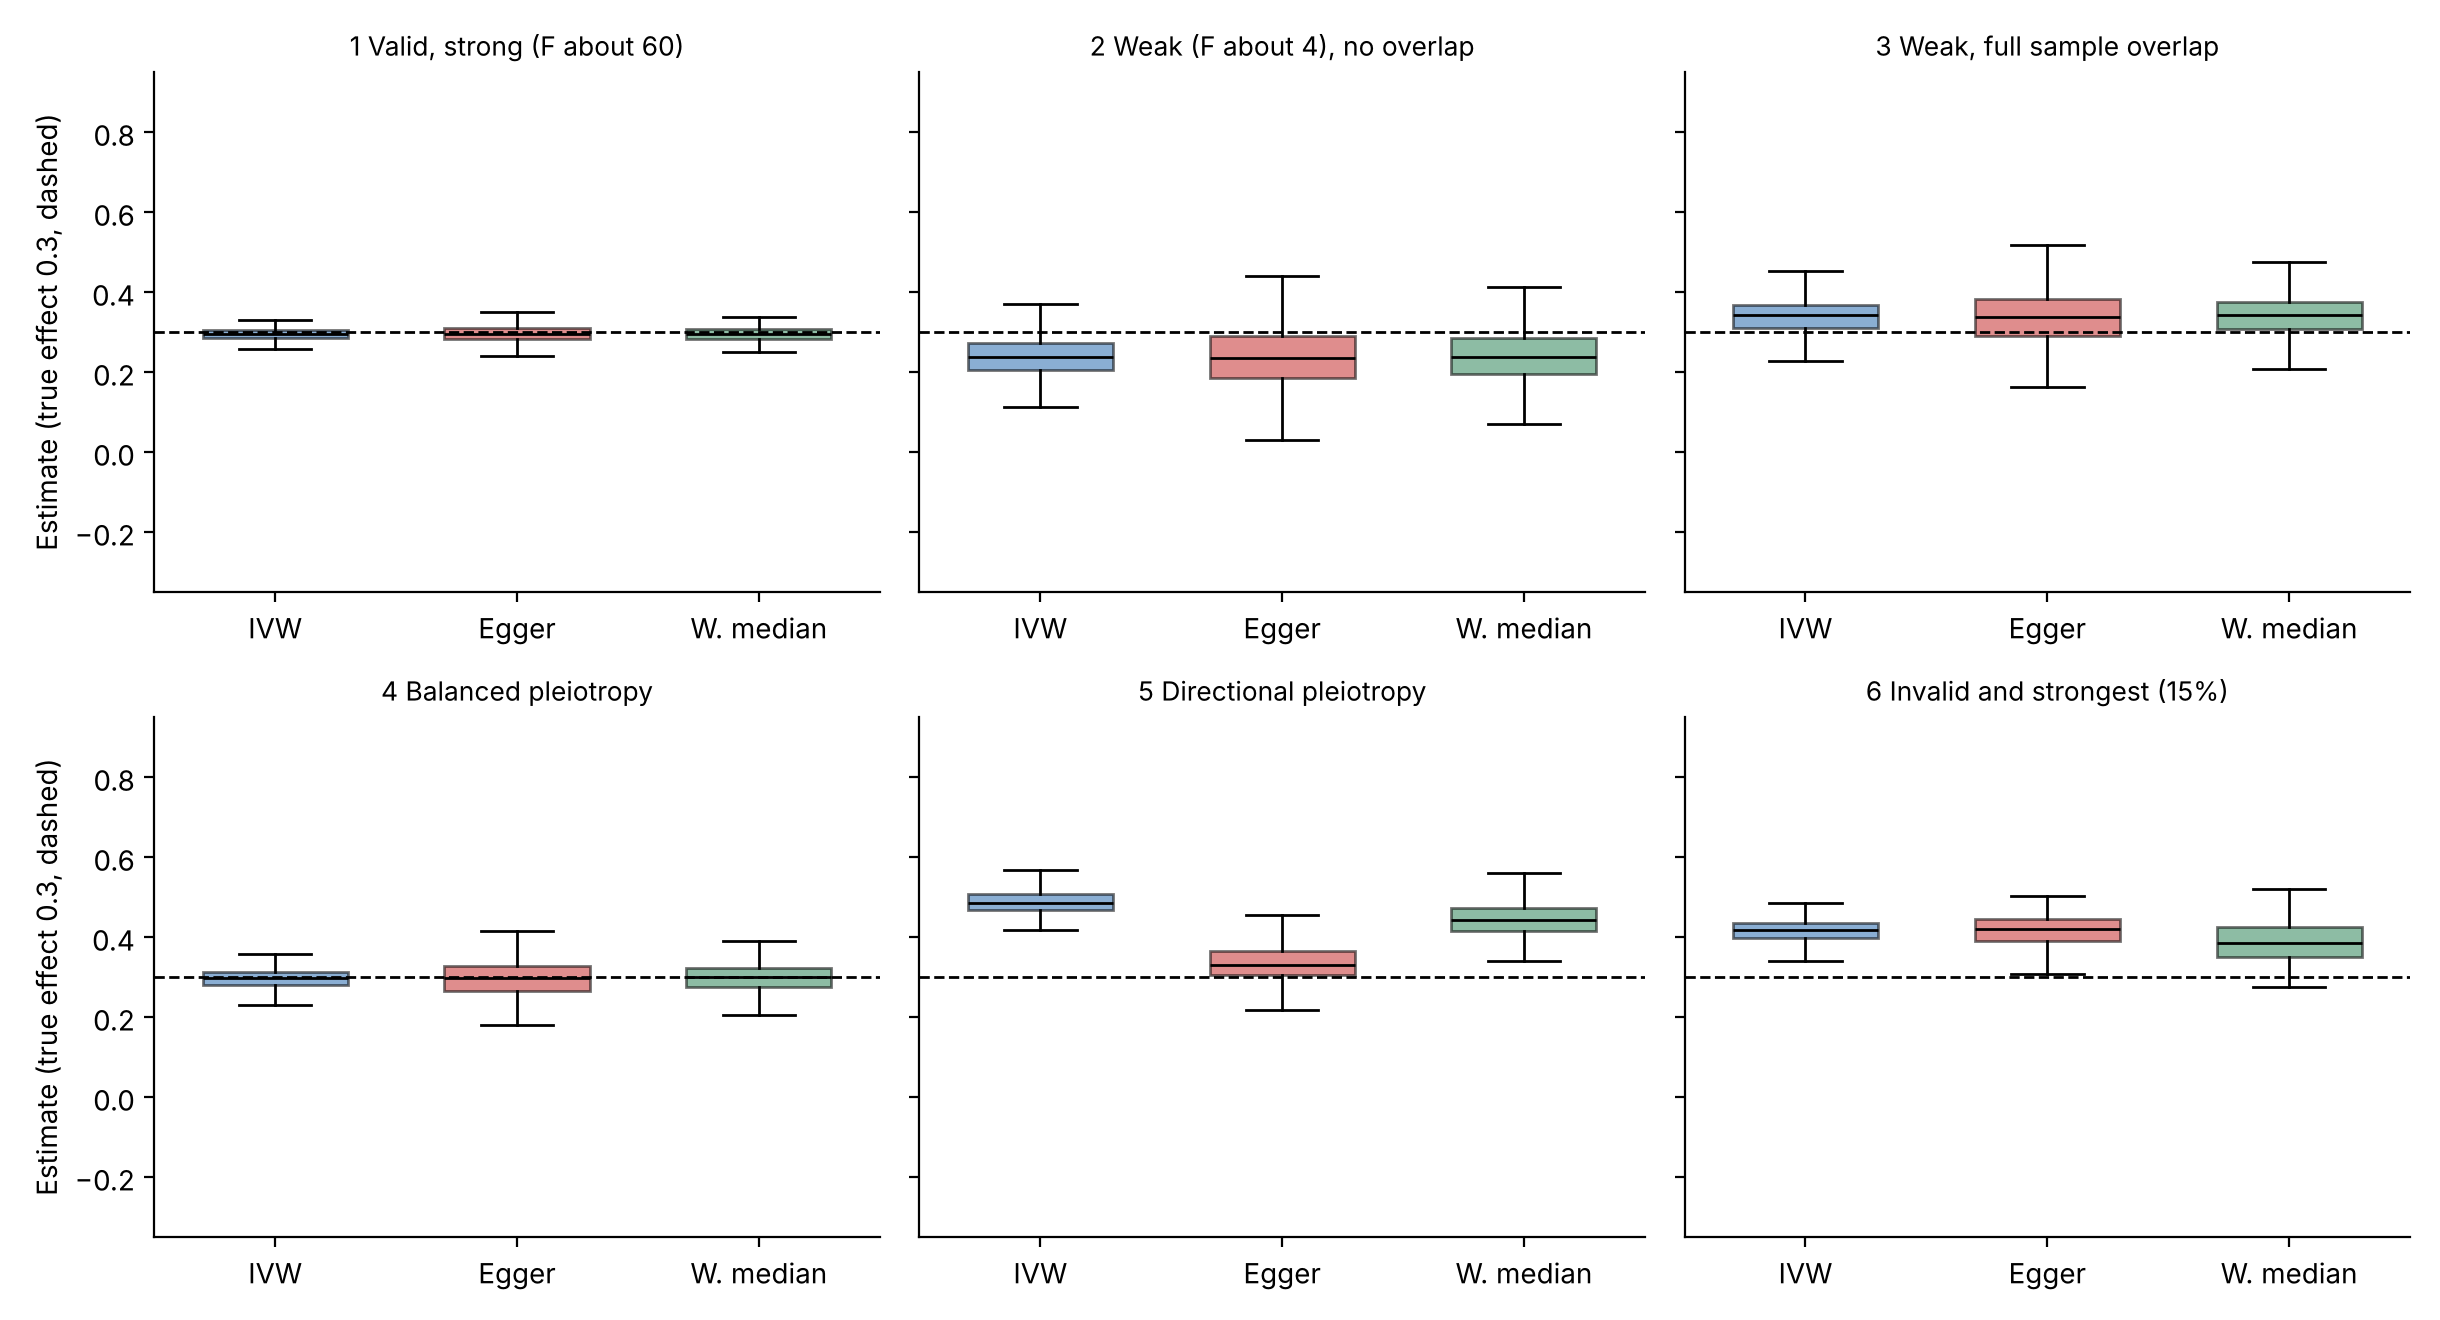 1 Valid, strong (F about 60)
2 Weak (F about 4), no overlap
3 Weak, full sample overlap
Estimate (true effect 0.3, dashed)
0.8
0.6
0.4
0.2
0.0
−0.2
IVW
Egger
W. median
IVW
Egger
W. median
IVW
Egger
W. median
4 Balanced pleiotropy
5 Directional pleiotropy
6 Invalid and strongest (15%)
Estimate (true effect 0.3, dashed)
0.8
0.6
0.4
0.2
0.0
−0.2
IVW
Egger
W. median
IVW
Egger
W. median
IVW
Egger
W. median